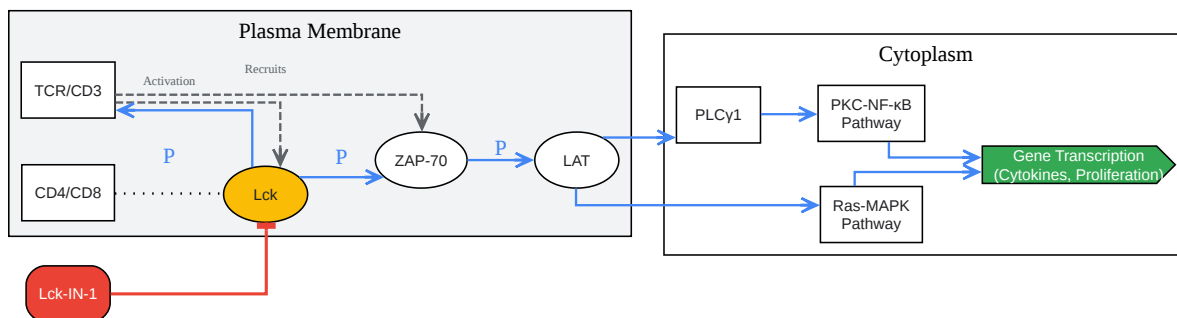 Plasma Membrane
Cytoplasm
Activation
Recruits
TCR/CD3
PLCγ1
PKC-NF-κB
Pathway
P
P
P
ZAP-70
LAT
Gene Transcription
(Cytokines, Proliferation)
CD4/CD8
Lck
Ras-MAPK
Pathway
Lck-IN-1